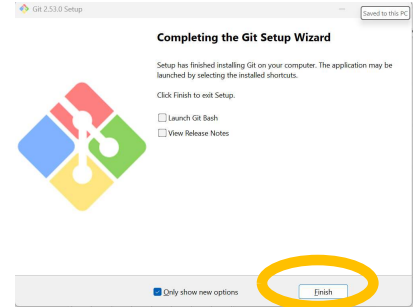 Git 2.53.0 Setup
Saved to this PC
Completing the Git Setup Wizard
Setup has finished installing Git on your computer. The application may be
launched by selecting the installed shortcuts.
Click Finish to exit Setup.
Launch Git Bash
View Release Notes
Only show new options
Finish